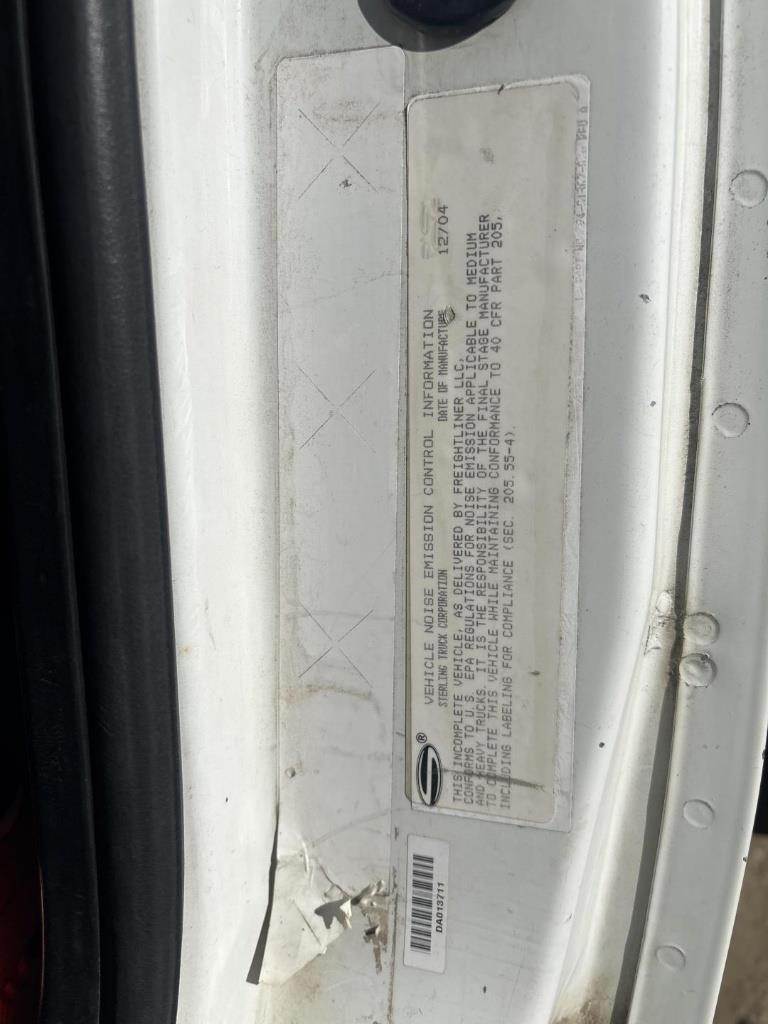 VEHICLE NOISE EMISSION CONTROL INFORMATION
STERLING TRUCK CORPORATION DATE OF MANUFACTURE 12/04
THIS INCOMPLETE VEHICLE, AS DELIVERED BY FREIGHTLINER LLC,
CONFORMS TO U.S. EPA REGULATIONS FOR NOISE EMISSION APPLICABLE TO MEDIUM
AND HEAVY TRUCKS. IT IS THE RESPONSIBILITY OF THE FINAL STAGE MANUFACTURER
TO COMPLETE THIS VEHICLE WHILE MAINTAINING CONFORMANCE TO 40 CFR PART 205,
INCLUDING LABELING FOR COMPLIANCE (SEC. 205.55-4).
DA013711